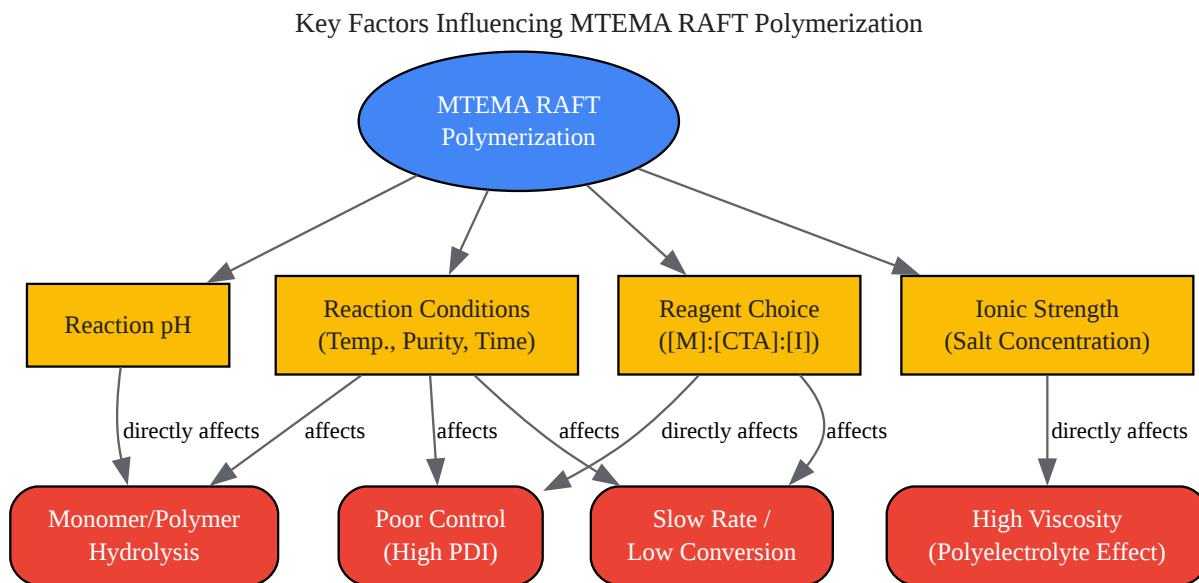 Key Factors Influencing MTEMA RAFT Polymerization
MTEMA RAFT
Polymerization
Reaction pH
Reaction Conditions
(Temp., Purity, Time)
Reagent Choice
([M]:[CTA]:[I])
Ionic Strength
(Salt Concentration)
directly affects
affects
affects
affects
directly affects
affects
directly affects
Monomer/Polymer
Hydrolysis
Poor Control
(High PDI)
Slow Rate /
Low Conversion
High Viscosity
(Polyelectrolyte Effect)